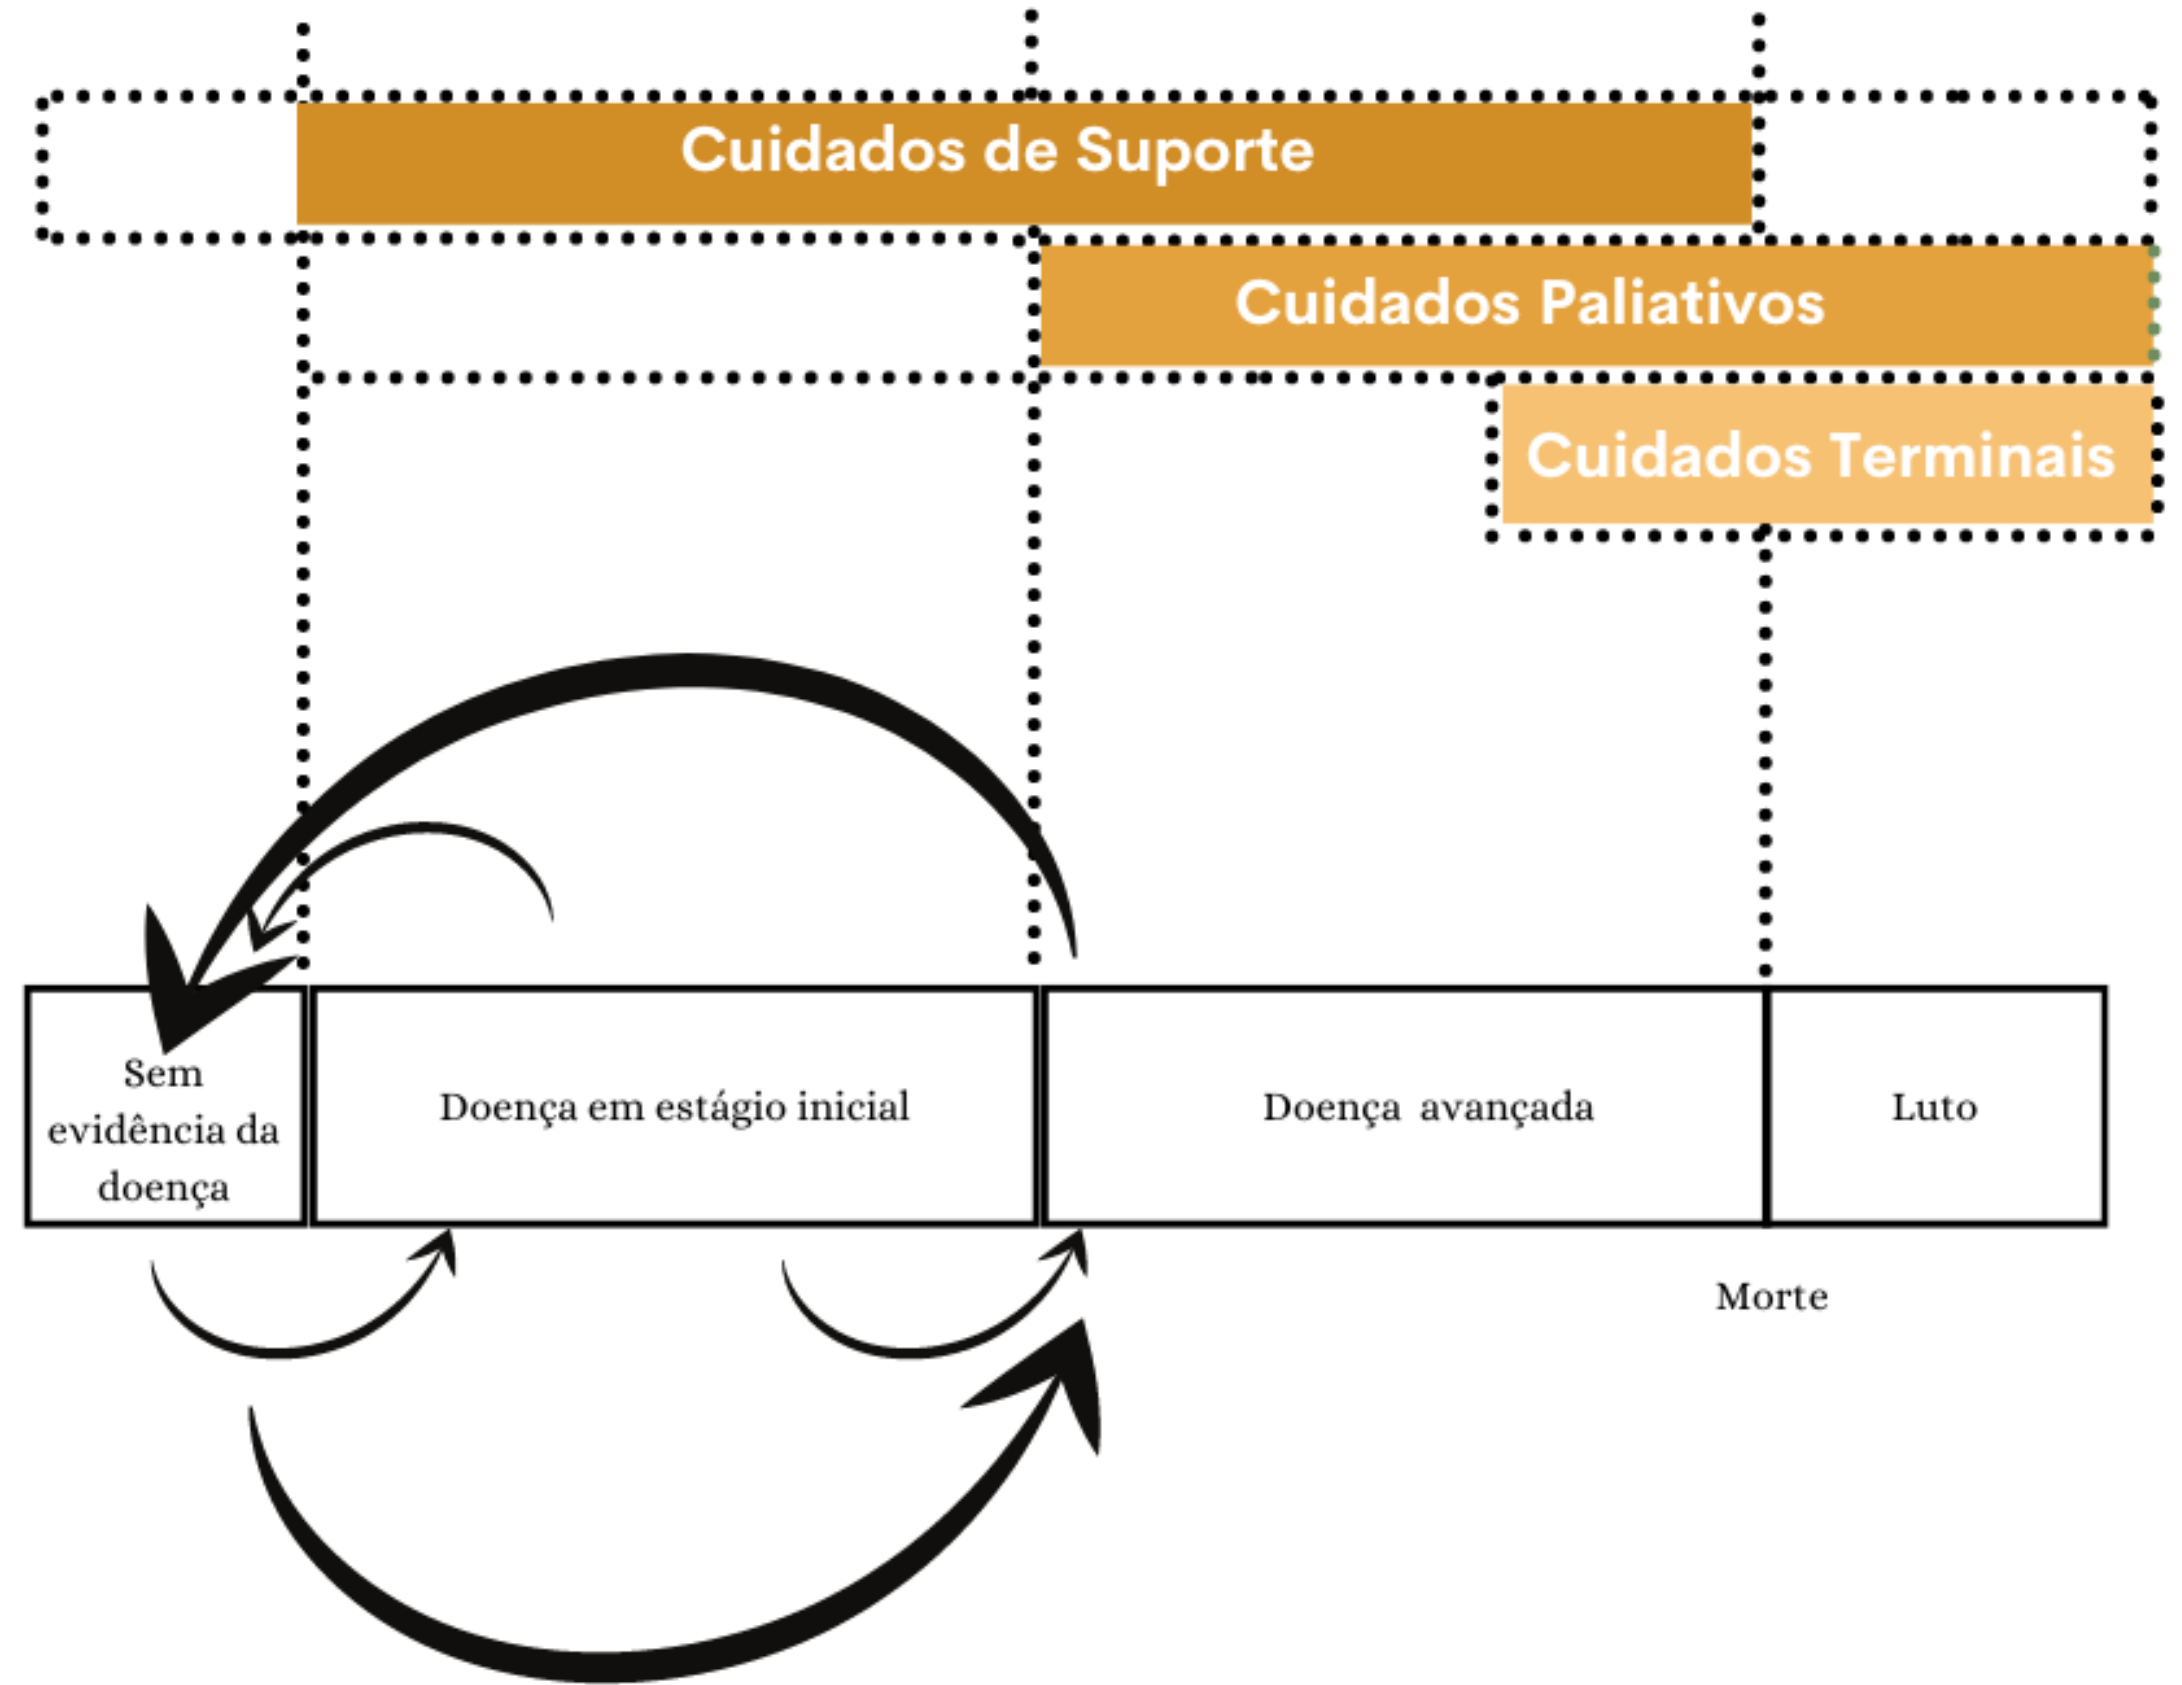 Cuidados de Suporte
Cuidados Paliativos
Cuidados Terminais
Sem
evidência da
doença
Doença em estágio inicial
Doença avançada
Luto
Morte